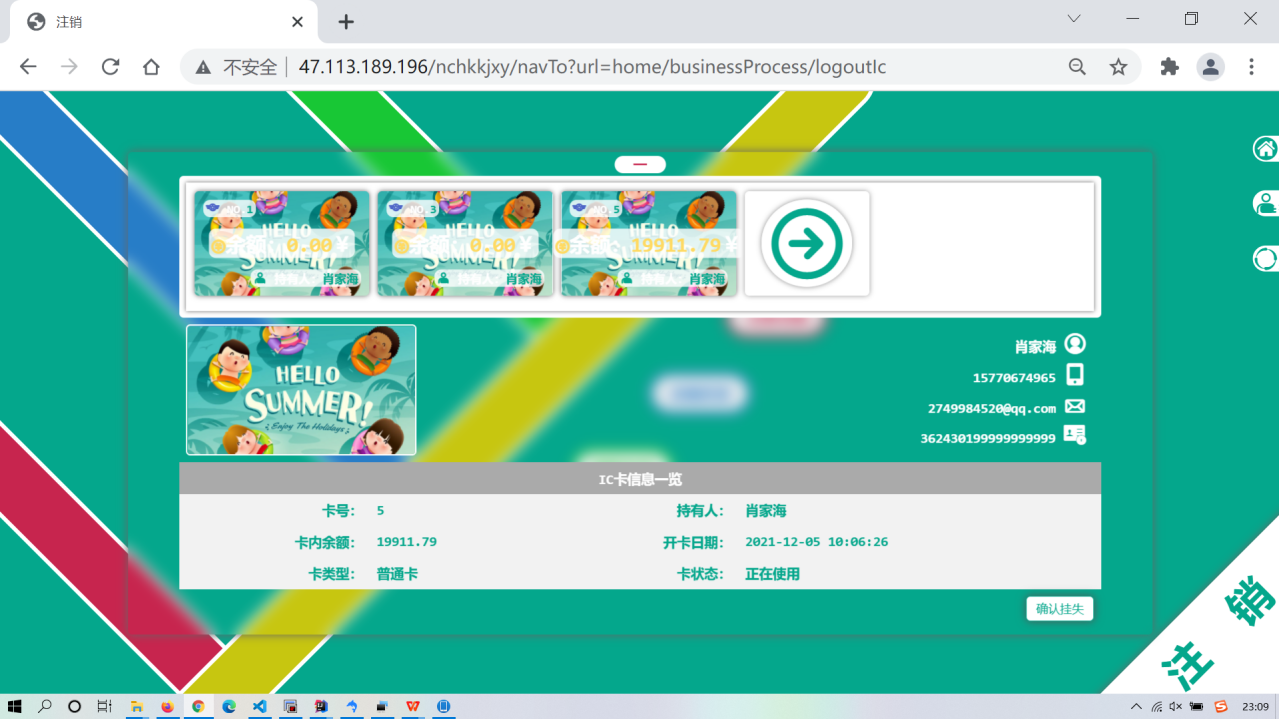 注销
不安全
47.113.189.196/nchkkjxy/navTo?url=home/businessProcess/logoutIc
NO. 1
余额: 0.00 ¥
持有人: 肖家海
NO. 3
余额: 0.00 ¥
持有人: 肖家海
NO. 5
余额: 19911.79 ¥
持有人: 肖家海
HELLO
SUMMER!
Enjoy The Holidays
肖家海
15770674965
2749984520@qq.com
362430199999999999
IC卡信息一览
卡号: 5
持有人: 肖家海
卡内余额: 19911.79
开卡日期: 2021-12-05 10:06:26
卡类型: 普通卡
卡状态: 正在使用
确认挂失
注销
23:09